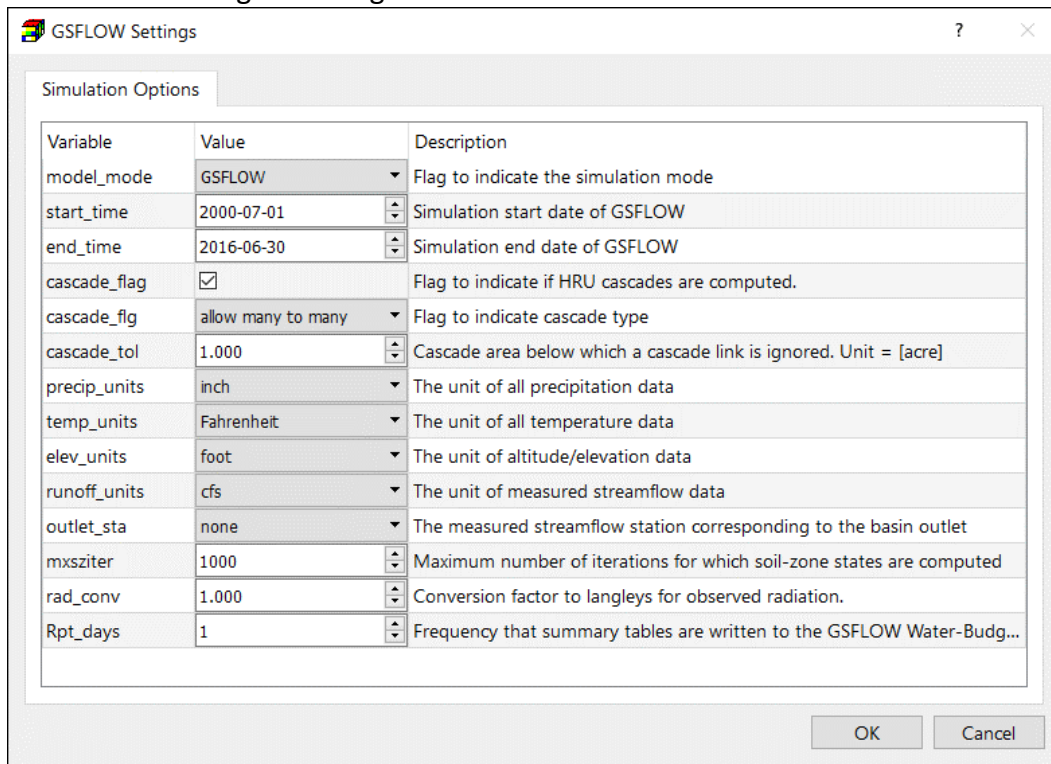 GSFLOW Settings ?
Simulation Options
Variable Value Description
model_mode GSFLOW Flag to indicate the simulation mode
start_time 2000-07-01 Simulation start date of GSFLOW
end_time 2016-06-30 Simulation end date of GSFLOW
cascade_flag Flag to indicate if HRU cascades are computed.
cascade_flg allow many to many Flag to indicate cascade type
cascade_tol 1.000 Cascade area below which a cascade link is ignored. Unit = [acre]
precip_units inch The unit of all precipitation data
temp_units Fahrenheit The unit of all temperature data
elev_units foot The unit of altitude/elevation data
runoff_units cfs The unit of measured streamflow data
outlet_sta none The measured streamflow station corresponding to the basin outlet
mxsziter 1000 Maximum number of iterations for which soil-zone states are computed
rad_conv 1.000 Conversion factor to langleys for observed radiation.
Rpt_days 1 Frequency that summary tables are written to the GSFLOW Water-Budg...
OK Cancel